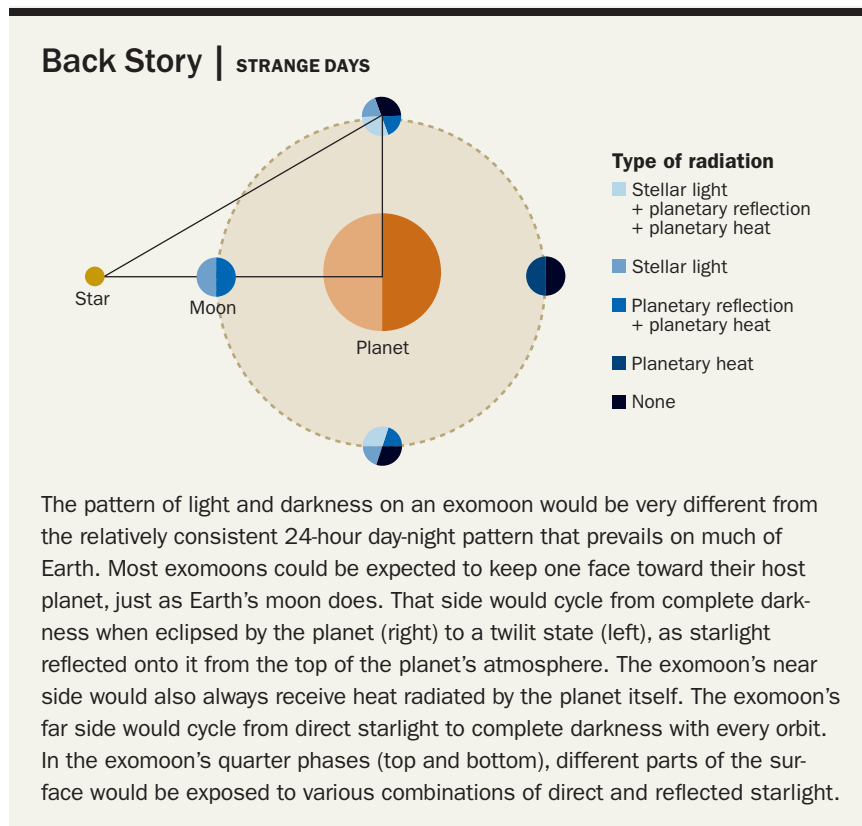 Back Story | STRANGE DAYS
Star
Moon
Planet
Type of radiation
Stellar light
+ planetary reflection
+ planetary heat
Stellar light
Planetary reflection
+ planetary heat
Planetary heat
None
The pattern of light and darkness on an exomoon would be very different from
the relatively consistent 24-hour day-night pattern that prevails on much of
Earth. Most exomoons could be expected to keep one face toward their host
planet, just as Earth’s moon does. That side would cycle from complete dark-
ness when eclipsed by the planet (right) to a twilit state (left), as starlight
reflected onto it from the top of the planet’s atmosphere. The exomoon’s near
side would also always receive heat radiated by the planet itself. The exomoon’s
far side would cycle from direct starlight to complete darkness with every orbit.
In the exomoon’s quarter phases (top and bottom), different parts of the sur-
face would be exposed to various combinations of direct and reflected starlight.